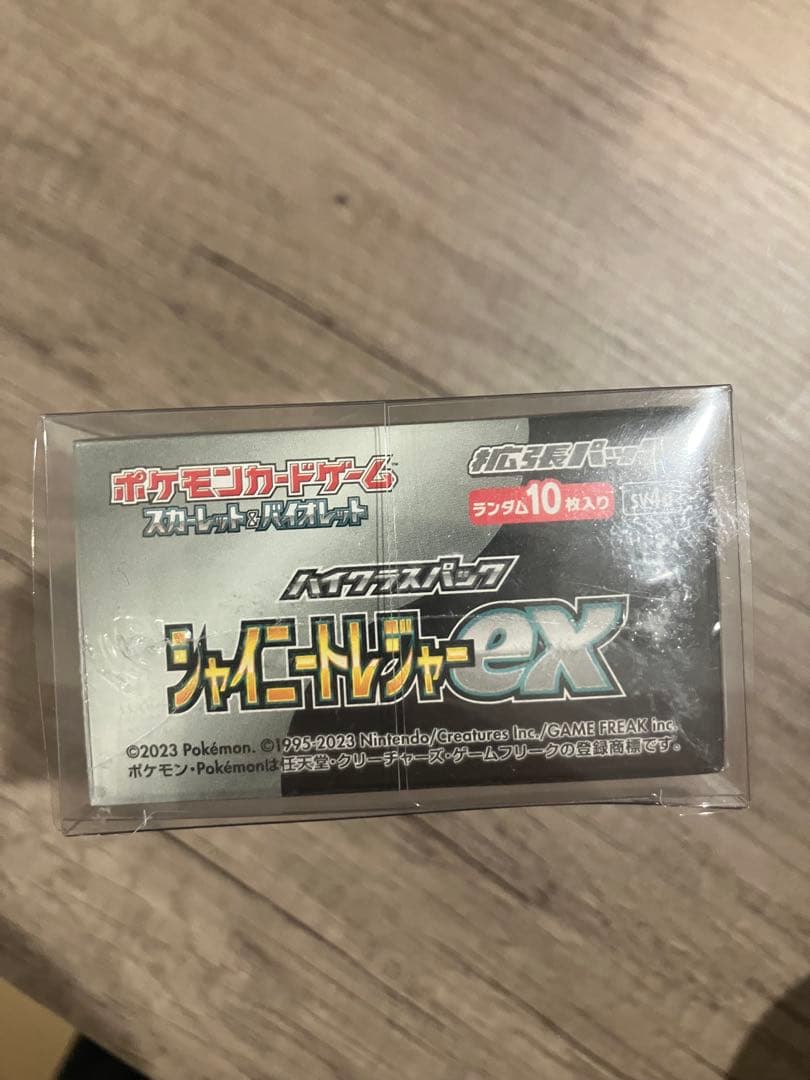 ポケモンカードゲーム™
スカーレット&バイオレット
拡張パック
ランダム10枚入り
ハイクラスパック
シャイニートレジャーex
©2023 Pokémon. ©1995-2023 Nintendo/Creatures Inc./GAME FREAK inc.
ポケモン・Pokémonは任天堂・クリーチャーズ・ゲームフリークの登録商標です。